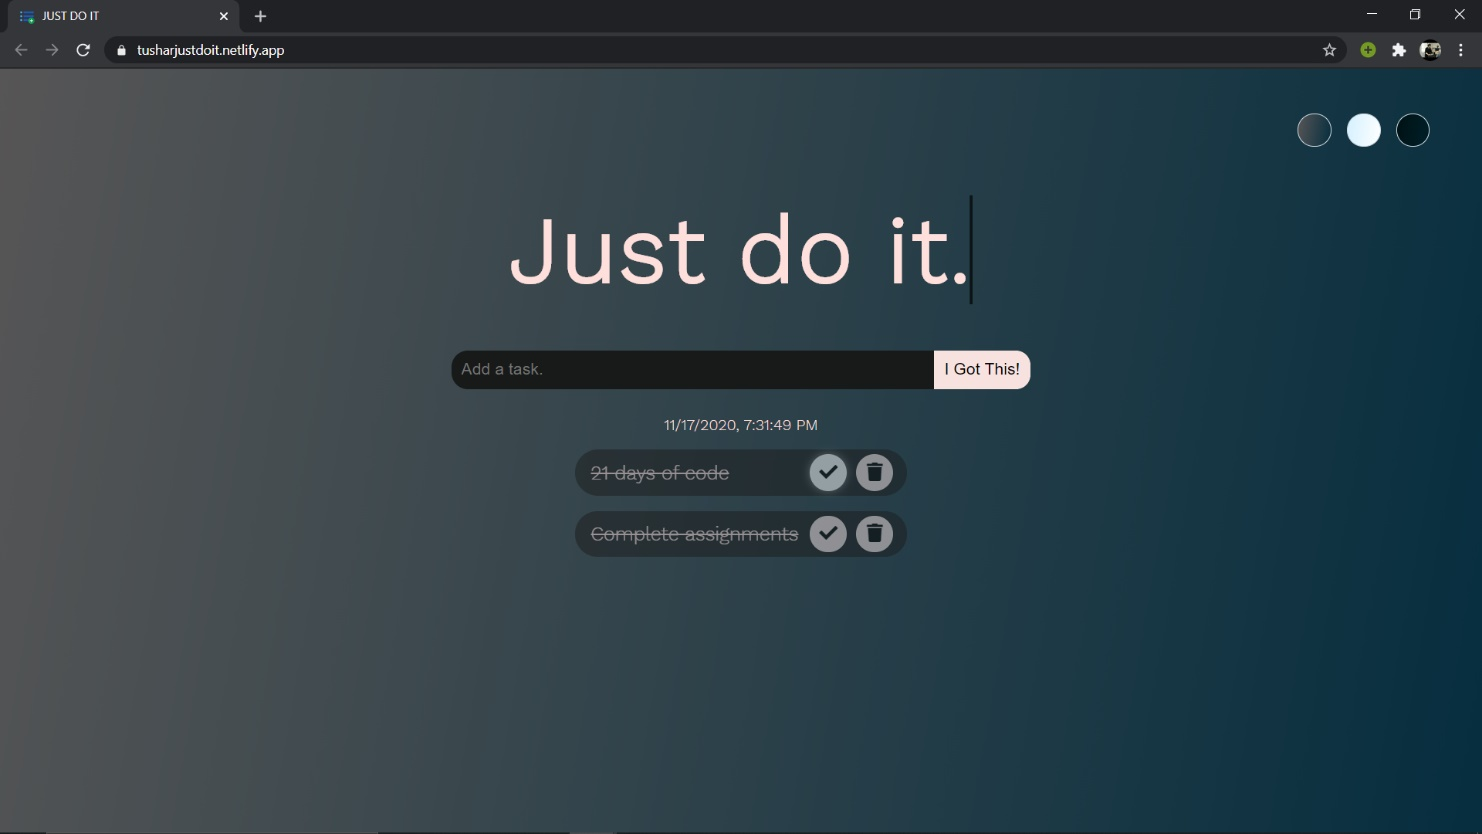 JUST DO IT
tusharjustdoit.netlify.app
Just do it.
Add a task.
I Got This!
11/17/2020, 7:31:49 PM
21 days of code
Complete assignments